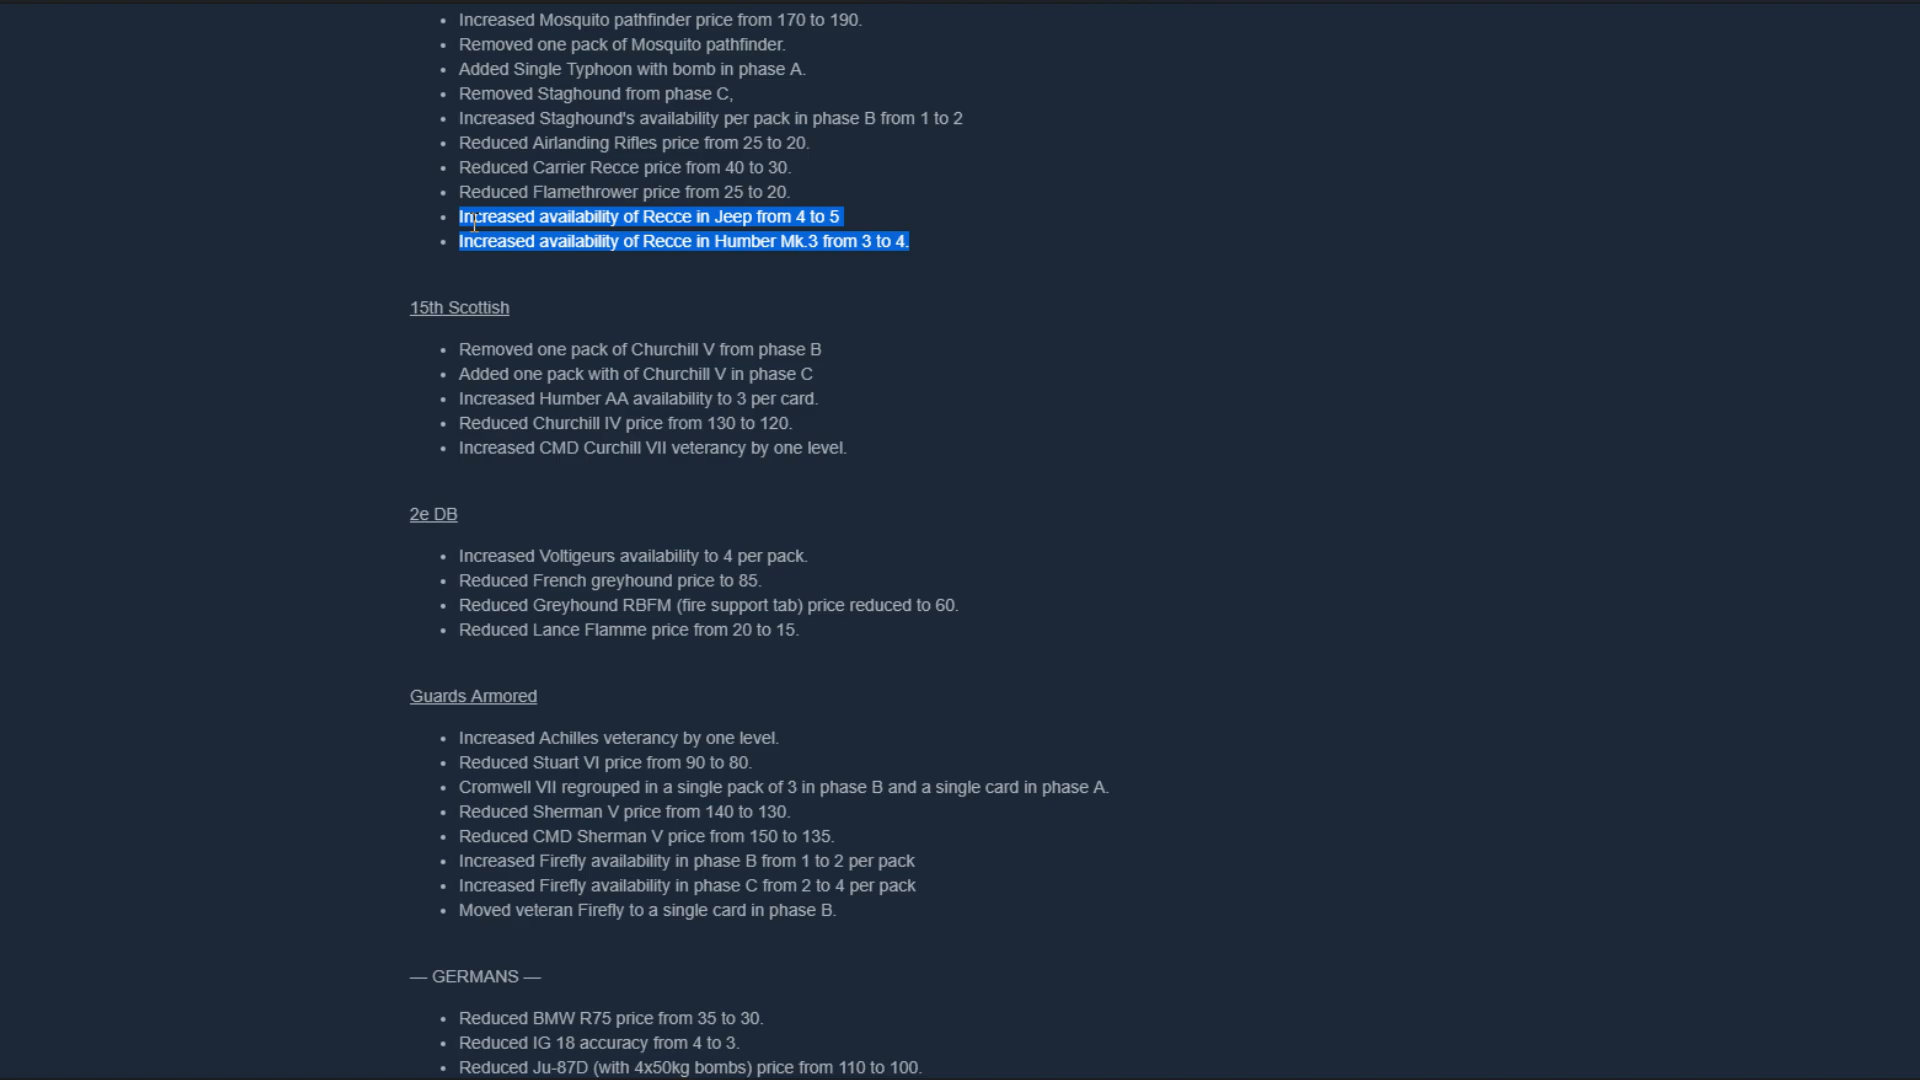 • Increased Mosquito pathfinder price from 170 to 190.
• Removed one pack of Mosquito pathfinder.
• Added Single Typhoon with bomb in phase A.
• Removed Staghound from phase C,
• Increased Staghound's availability per pack in phase B from 1 to 2
• Reduced Airlanding Rifles price from 25 to 20.
• Reduced Carrier Recce price from 40 to 30.
• Reduced Flamethrower price from 25 to 20.
• Increased availability of Recce in Jeep from 4 to 5
• Increased availability of Recce in Humber Mk.3 from 3 to 4.
15th Scottish
• Removed one pack of Churchill V from phase B
• Added one pack with of Churchill V in phase C
• Increased Humber AA availability to 3 per card.
• Reduced Churchill IV price from 130 to 120.
• Increased CMD Curchill VII veterancy by one level.
2e DB
• Increased Voltigeurs availability to 4 per pack.
• Reduced French greyhound price to 85.
• Reduced Greyhound RBFM (fire support tab) price reduced to 60.
• Reduced Lance Flamme price from 20 to 15.
Guards Armored
• Increased Achilles veterancy by one level.
• Reduced Stuart VI price from 90 to 80.
• Cromwell VII regrouped in a single pack of 3 in phase B and a single card in phase A.
• Reduced Sherman V price from 140 to 130.
• Reduced CMD Sherman V price from 150 to 135.
• Increased Firefly availability in phase B from 1 to 2 per pack
• Increased Firefly availability in phase C from 2 to 4 per pack
• Moved veteran Firefly to a single card in phase B.
— GERMANS —
• Reduced BMW R75 price from 35 to 30.
• Reduced IG 18 accuracy from 4 to 3.
• Reduced Ju-87D (with 4x50kg bombs) price from 110 to 100.